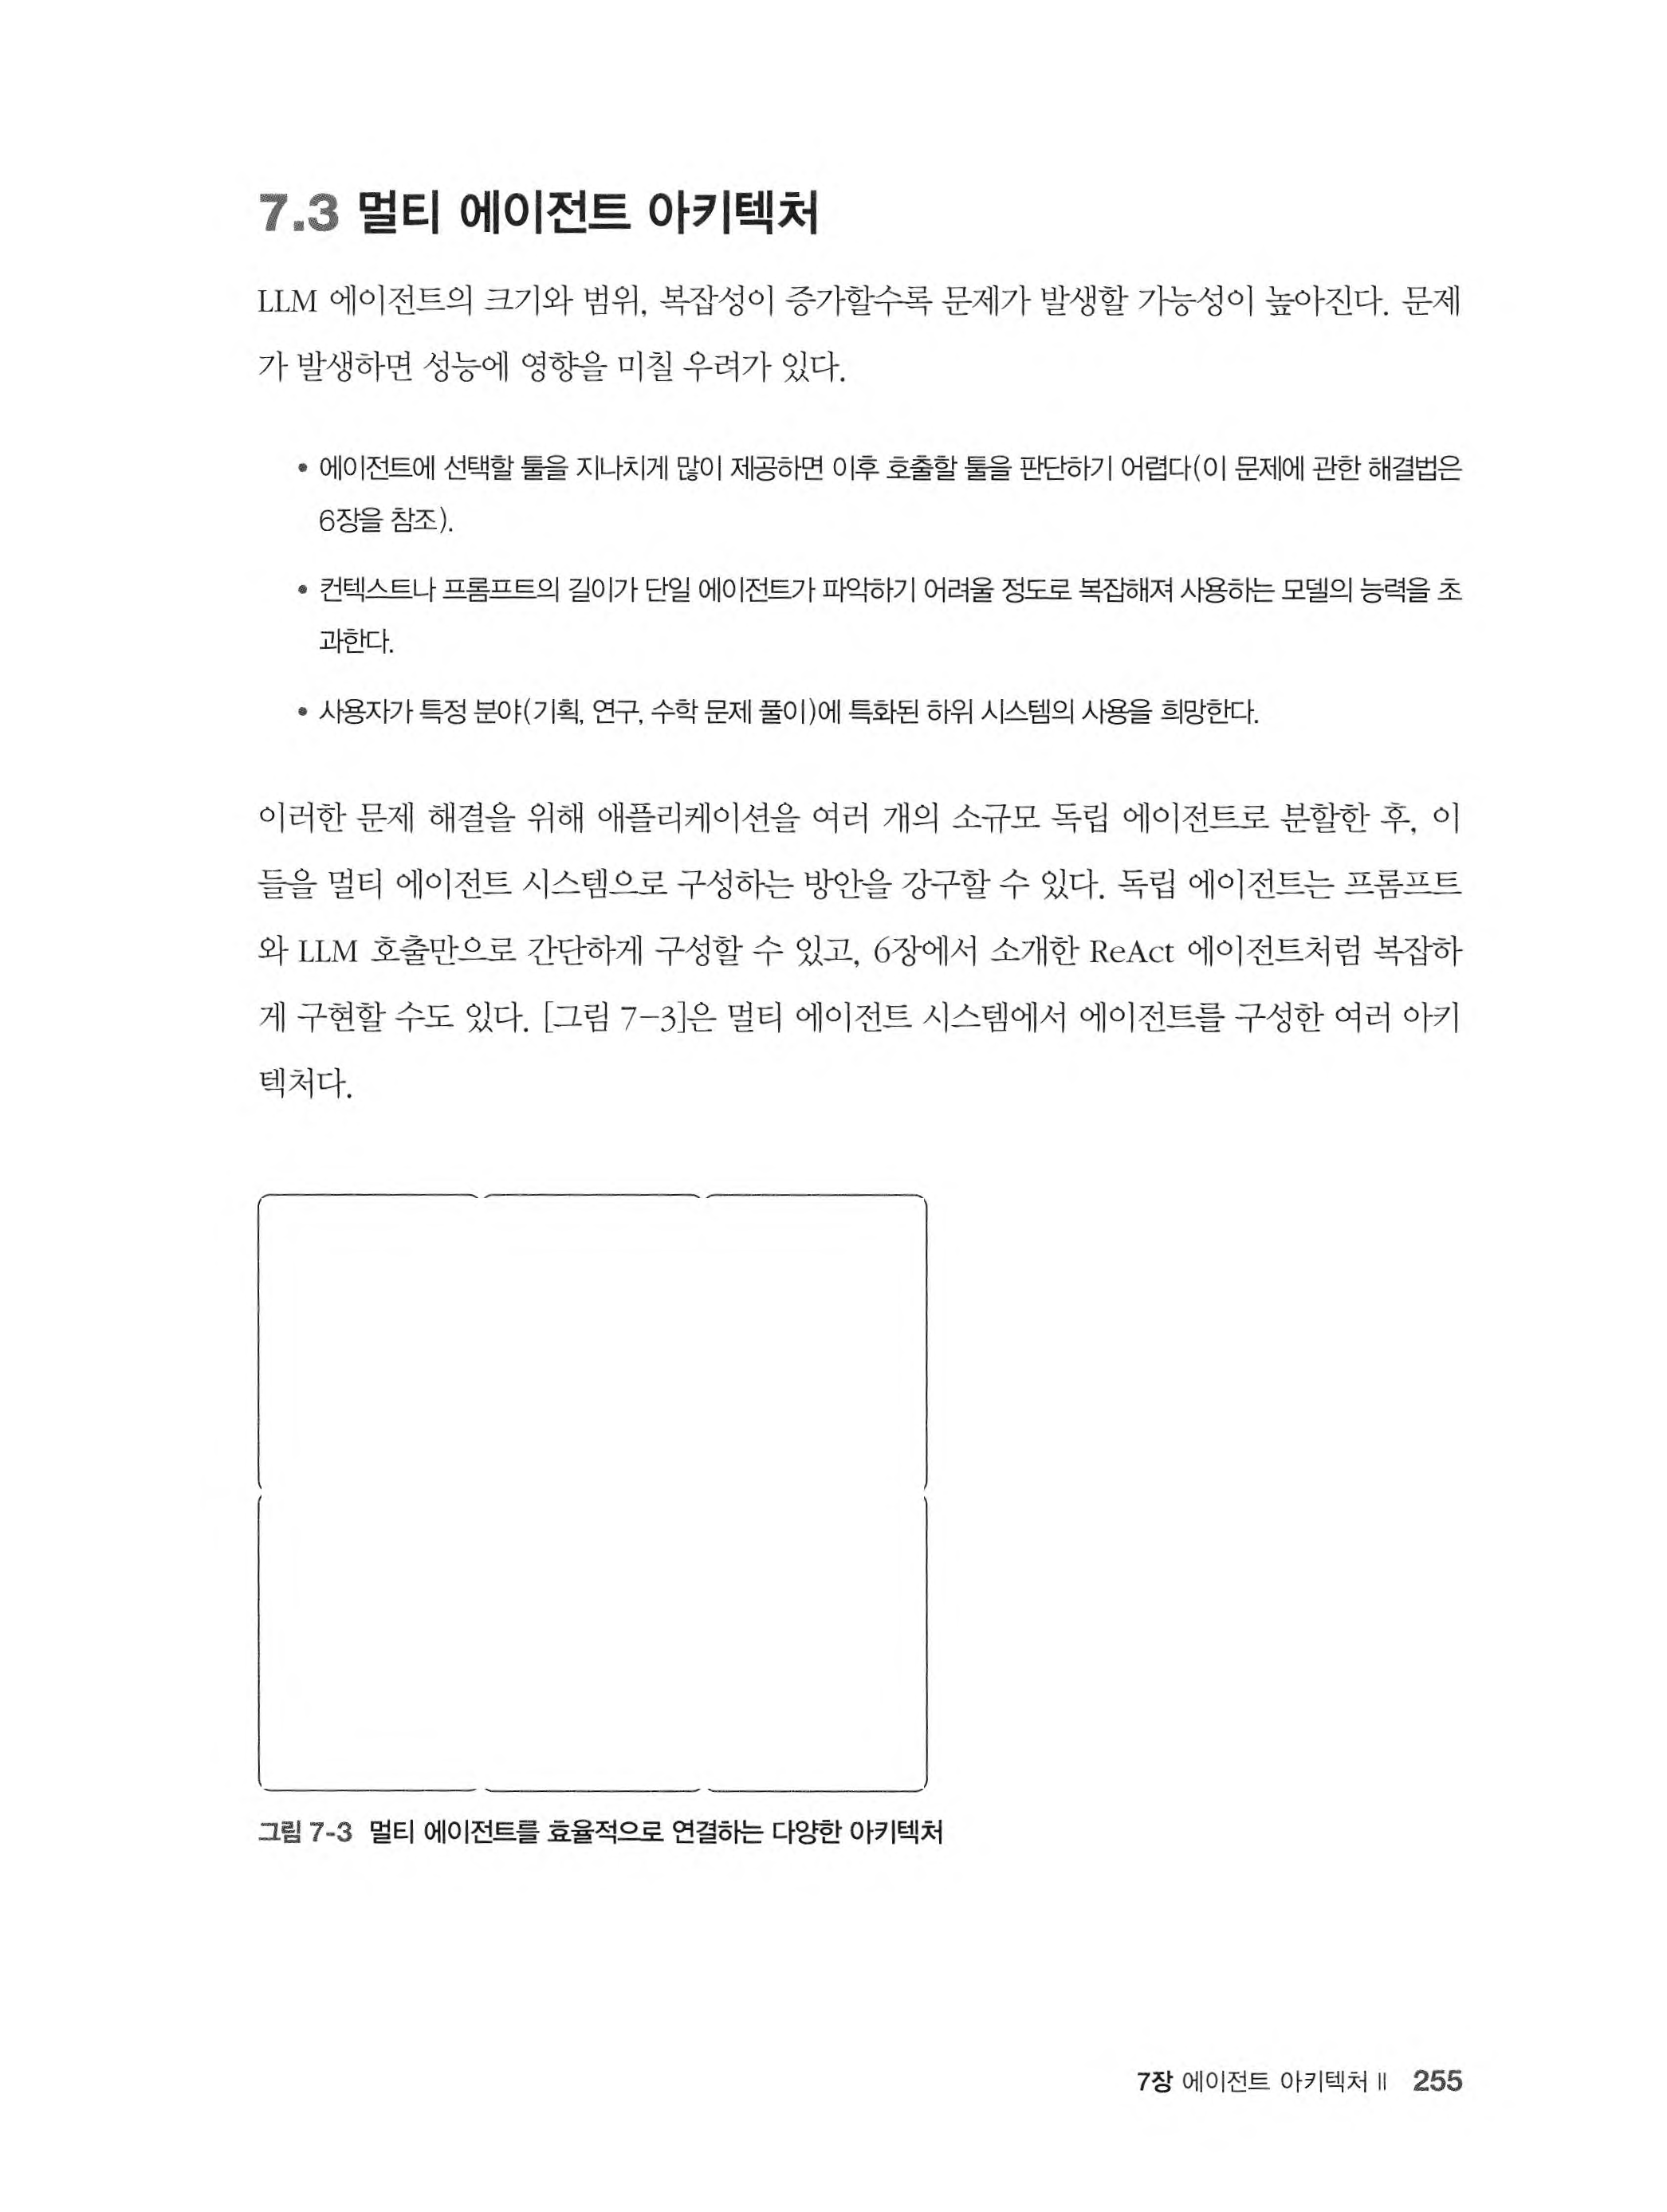 7.3 멀티 에이전트 아키텍처
LLM 에이전트의 크기와 범위, 복잡성이 증가할수록 문제가 발생할 가능성이 높아진다. 문제
가 발생하면 성능에 영향을 미칠 우려가 있다.
• 에이전트에 선택할 툴을 지나치게 많이 제공하면 이후 호출할 툴을 판단하기 어렵다(이 문제에 관한 해결법은
6장을 참조).
• 컨텍스트나 프롬프트의 길이가 단일 에이전트가 파악하기 어려울 정도로 복잡해져 사용하는 모델의 능력을 초
과한다.
• 사용자가 특정 분야(기획, 연구, 수학 문제 풀이)에 특화된 하위 시스템의 사용을 희망한다.
이러한 문제 해결을 위해 애플리케이션을 여러 개의 소규모 독립 에이전트로 분할한 후, 이
들을 멀티 에이전트 시스템으로 구성하는 방안을 강구할 수 있다. 독립 에이전트는 프롬프트
와 LLM 호출만으로 간단하게 구성할 수 있고, 6장에서 소개한 ReAct 에이전트처럼 복잡하
게 구현할 수도 있다. [그림 7-3]은 멀티 에이전트 시스템에서 에이전트를 구성한 여러 아키
텍처다.
그림 7-3 멀티 에이전트를 효율적으로 연결하는 다양한 아키텍처
7장 에이전트 아키텍처 II 255